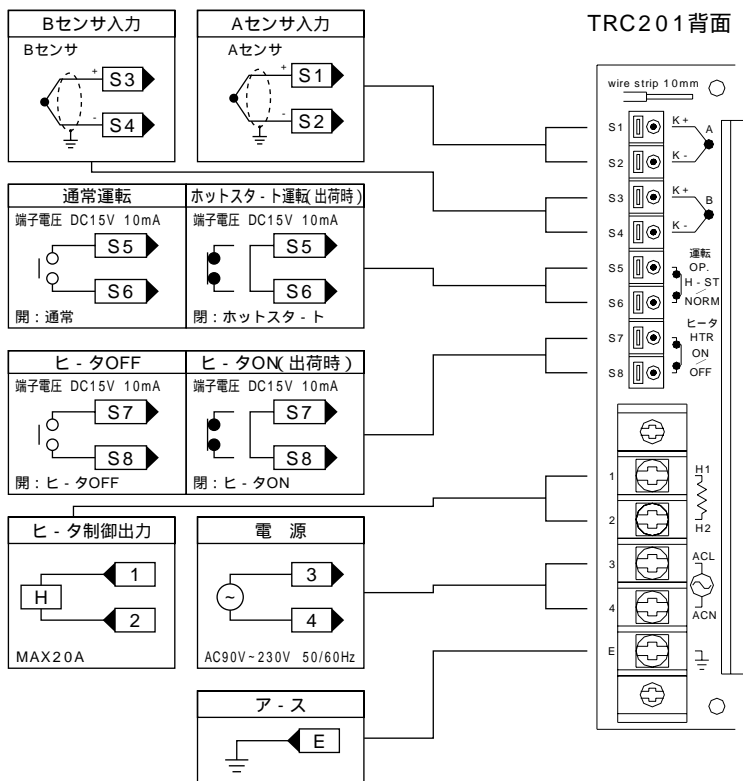 TRC201背面
Bセンサ入力
Bセンサ
+
S3
-
S4
Aセンサ入力
Aセンサ
+
S1
-
S2
通常運転
端子電圧 DC15V 10mA
S5
S6
開：通常
ホットスタ-ト運転(出荷時)
端子電圧 DC15V 10mA
S5
S6
閉：ホットスタ-ト
ヒ-タOFF
端子電圧 DC15V 10mA
S7
S8
開：ヒ-タOFF
ヒ-タON(出荷時)
端子電圧 DC15V 10mA
S7
S8
閉：ヒ-タON
ヒ-タ制御出力
H
1
2
MAX20A
電 源
~
3
4
AC90V~230V 50/60Hz
ア-ス
E
wire strip 10mm
S1
K+
A
S2
K-
S3
K+
B
S4
K-
運転
S5
OP.
H-ST
S6
NORM
ヒータ
S7
HTR
ON
S8
OFF
1
H1
2
H2
3
ACL
4
ACN
E